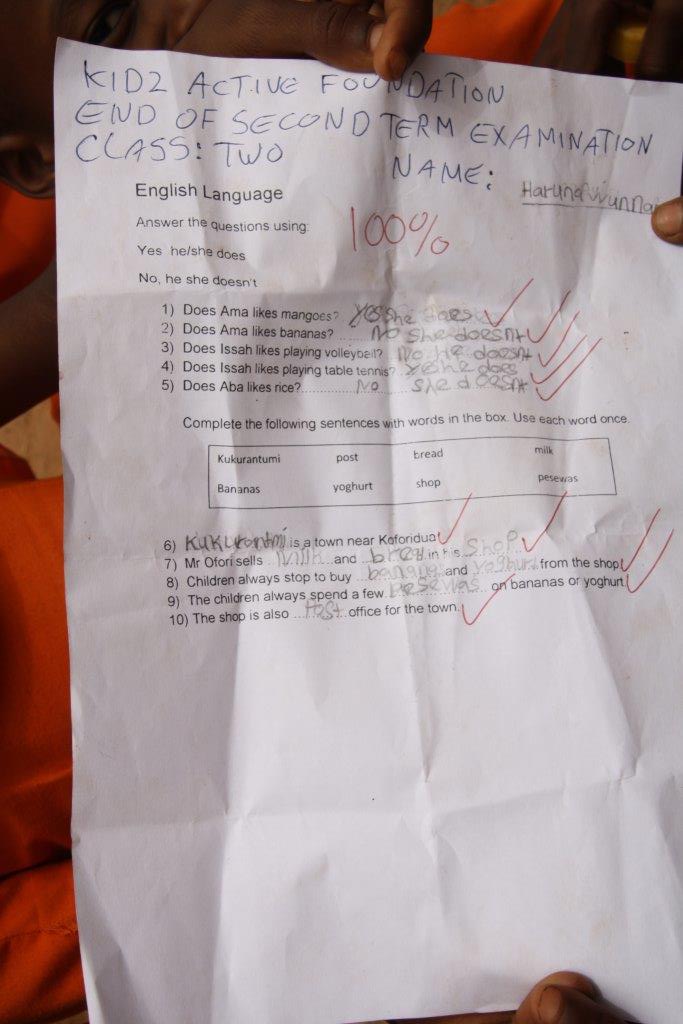 KIDZ ACTIVE FOUNDATION
END OF SECOND TERM EXAMINATION
CLASS: TWO NAME: Haruna Wunnai
English Language
Answer the questions using: 100%
Yes he/she does
No, he she doesn't
1) Does Ama likes mangoes? Yes she does
2) Does Ama likes bananas? No she doesnt
3) Does Issah likes playing volleyball? No He doesnt
4) Does Issah likes playing table tennis? Yes he does
5) Does Aba likes rice? No she doesnt
Complete the following sentences with words in the box. Use each word once.
Kukurantumi post bread milk
Bananas yoghurt shop pesewas
6) Kukurontmi is a town near Koforidua
7) Mr Ofori sells milk and bread in his shop.
8) Children always stop to buy banana and yoghurt from the shop
9) The children always spend a few pesewas on bananas or yoghurt
10) The shop is also Post office for the town.